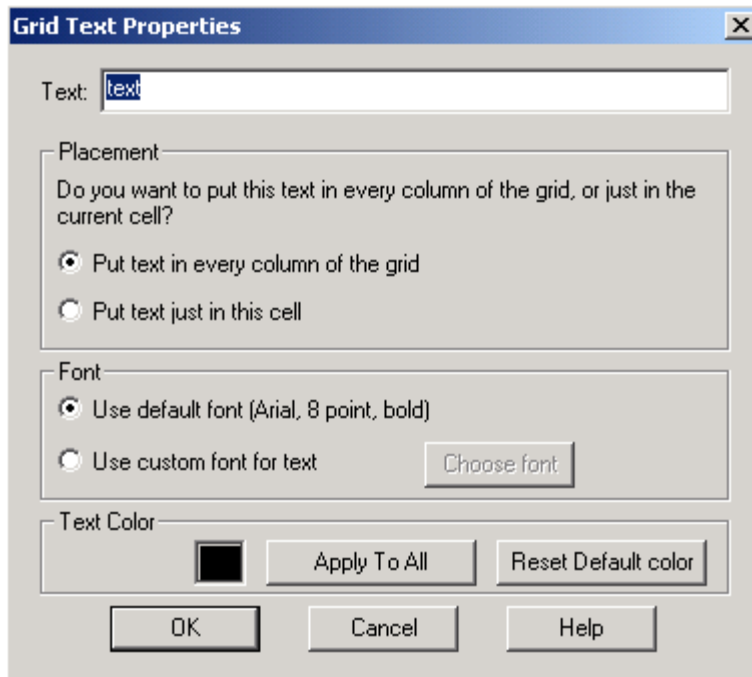 Grid Text Properties
Text: text
Placement
Do you want to put this text in every column of the grid, or just in the
current cell?
Put text in every column of the grid
Put text just in this cell
Font
Use default font (Arial, 8 point, bold)
Use custom font for text Choose font
Text Color
Apply To All Reset Default color
OK Cancel Help